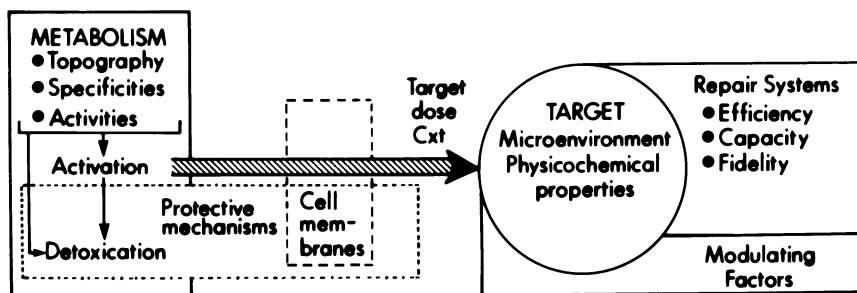 METABOLISM
● Topography
● Specificities
● Activities
Activation
Detoxication
Protective
mechanisms
Cell
mem-
branes
Target
dose
Cxt
TARGET
Microenvironment
Physicochemical
properties
Repair Systems
● Efficiency
● Capacity
● Fidelity
Modulating
Factors